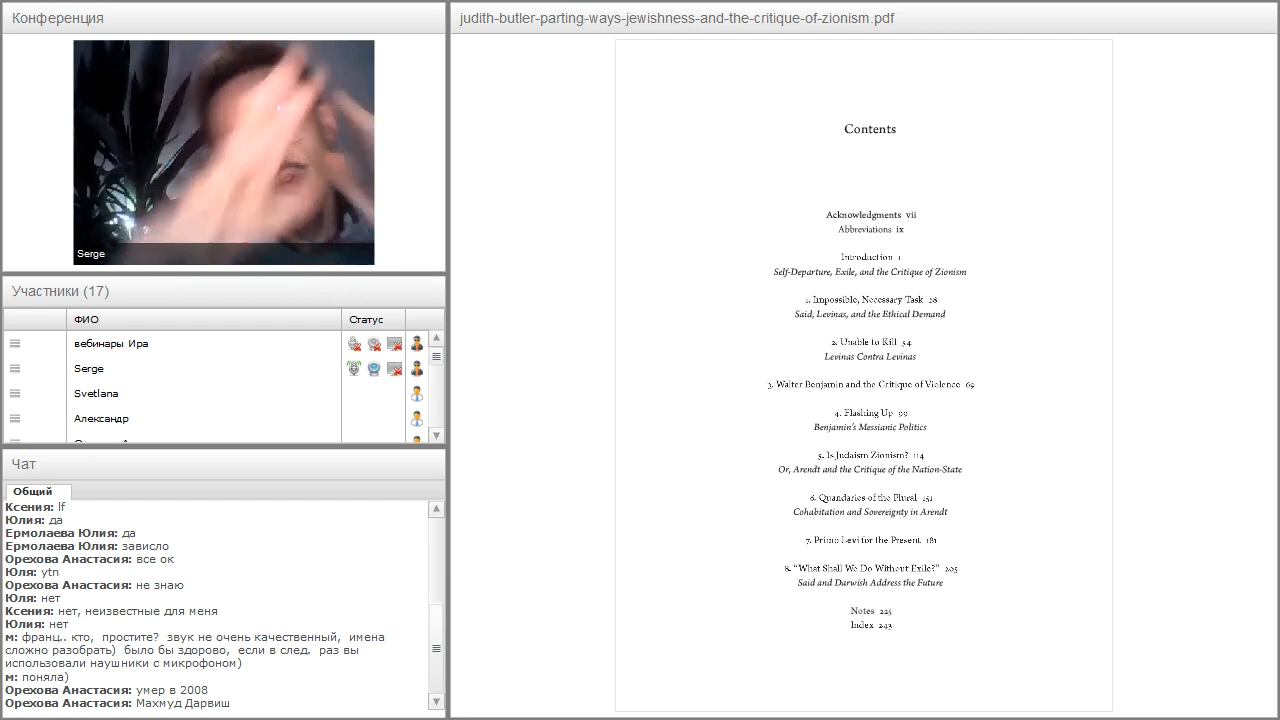 Конференция
Serge
Участники (17)
ФИО
Статус
вебинары Ира
Serge
Svetlana
Александр
Чат
Общий
Ксения: lf
Юлия: да
Ермолаева Юлия: да
Ермолаева Юлия: зависло
Орехова Анастасия: все ок
Юля: ytn
Орехова Анастасия: не знаю
Юля: нет
Ксения: нет, неизвестные для меня
Юлия: нет
м: франц.. кто, простите? звук не очень качественный, имена
сложно разобрать) было бы здорово, если в след. раз вы
использовали наушники с микрофоном)
м: поняла)
Орехова Анастасия: умер в 2008
Орехова Анастасия: Махмуд Дарвиш
judith-butler-parting-ways-jewishness-and-the-critique-of-zionism.pdf
Contents
Acknowledgments vii
Abbreviations ix
Introduction 1
Self-Departure, Exile, and the Critique of Zionism
1. Impossible, Necessary Task 28
Said, Levinas, and the Ethical Demand
2. Unable to Kill 54
Levinas Contra Levinas
3. Walter Benjamin and the Critique of Violence 69
4. Flashing Up 99
Benjamin's Messianic Politics
5. Is Judaism Zionism? 114
Or, Arendt and the Critique of the Nation-State
6. Quandaries of the Plural 151
Cohabitation and Sovereignty in Arendt
7. Primo Levi for the Present 181
8. "What Shall We Do Without Exile?" 205
Said and Darwish Address the Future
Notes 225
Index 243